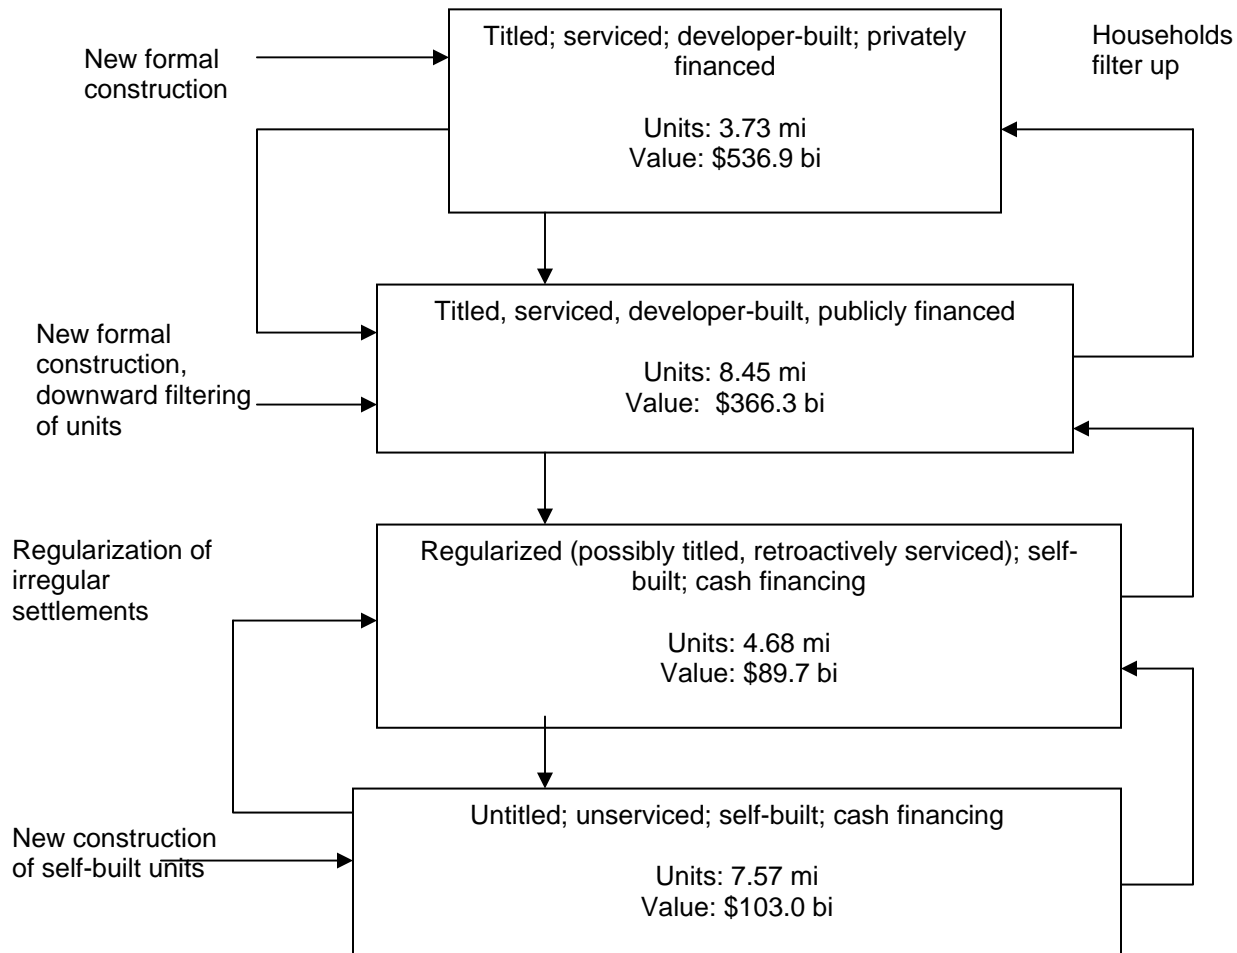 Titled; serviced; developer-built; privately
financed
Units: 3.73 mi
Value: $536.9 bi
New formal
construction
Households
filter up
Titled, serviced, developer-built, publicly financed
Units: 8.45 mi
Value:  $366.3 bi
New formal
construction,
downward filtering
of units
Regularized (possibly titled, retroactively serviced); self-
built; cash financing
Units: 4.68 mi
Value: $89.7 bi
Regularization of
irregular
settlements
Untitled; unserviced; self-built; cash financing
Units: 7.57 mi
Value: $103.0 bi
New construction
of self-built units